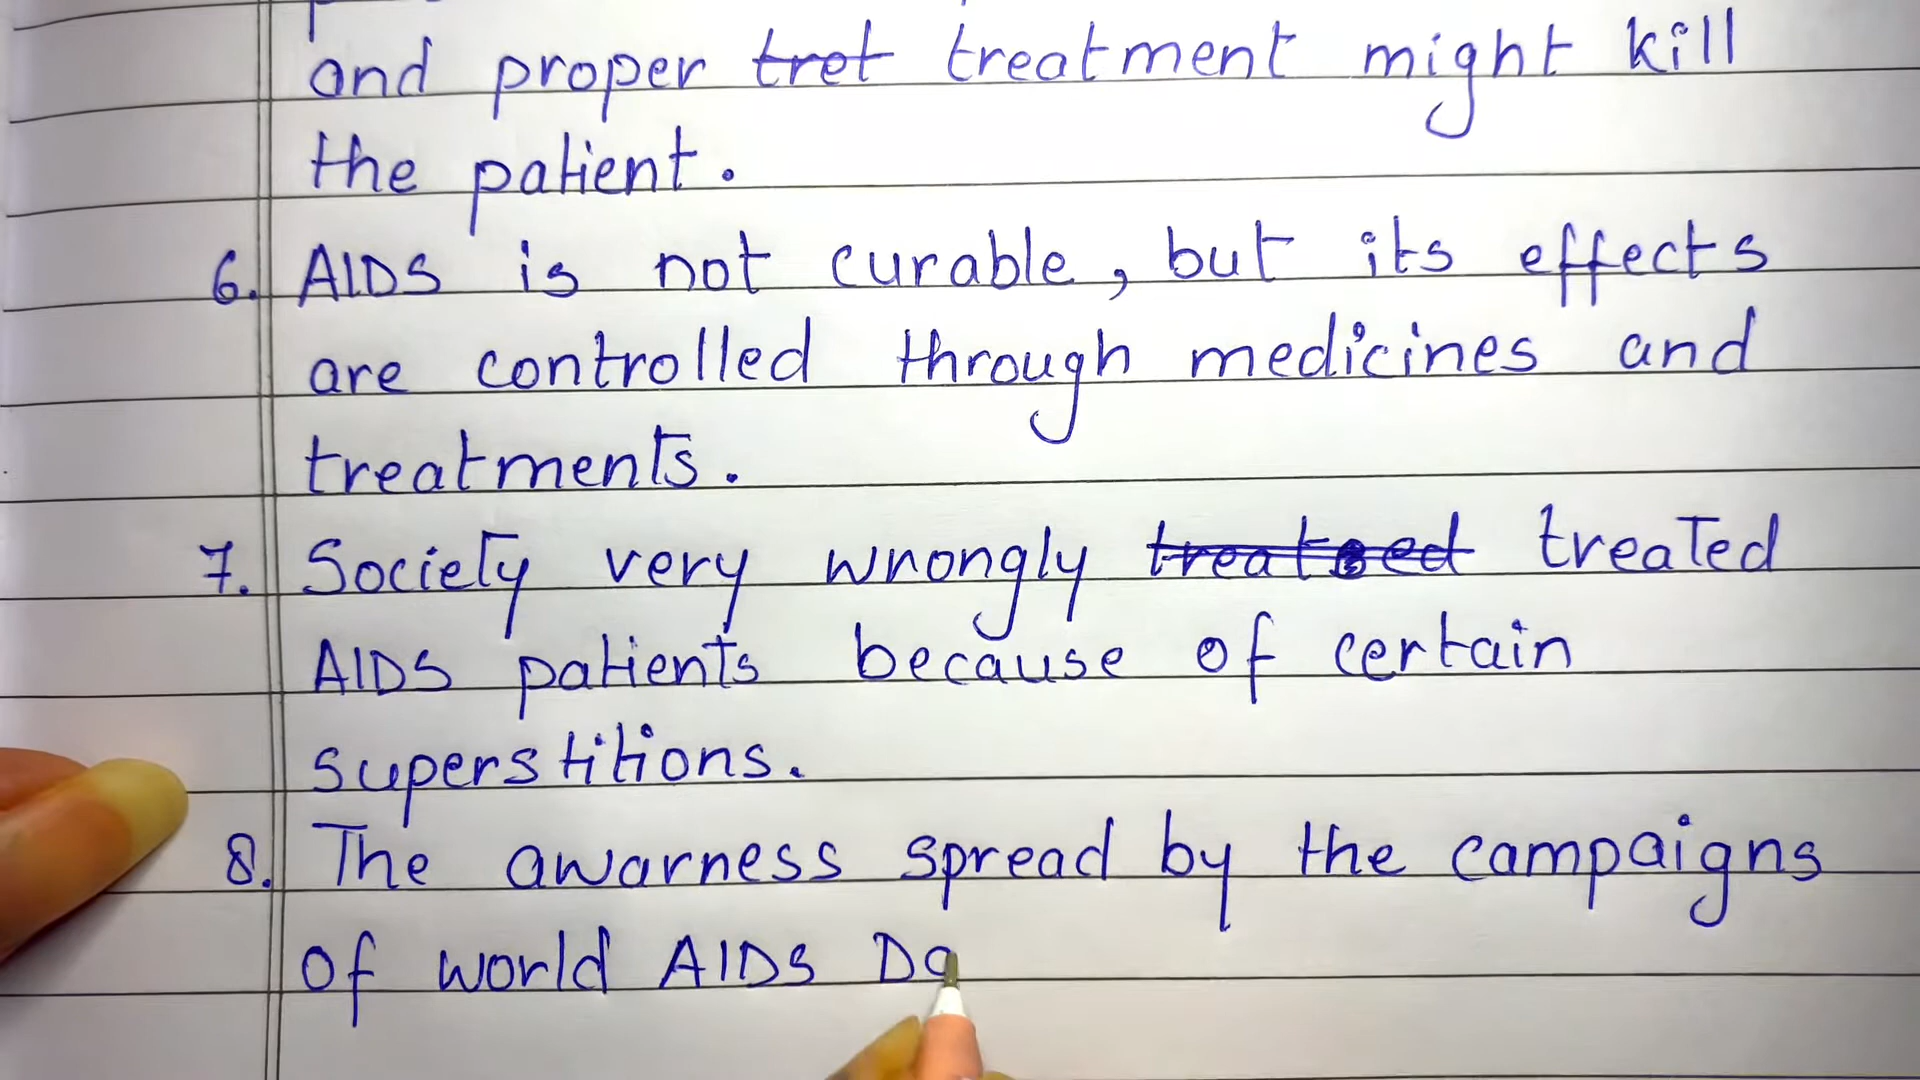 and proper tret treatment might kill
the patient.
6. AIDS is not curable, but its effects
are controlled through medicines and
treatments.
7. Society very wrongly treated treated
AIDS patients because of certain
superstitions.
8. The awarness spread by the campaigns
of world AIDS Da